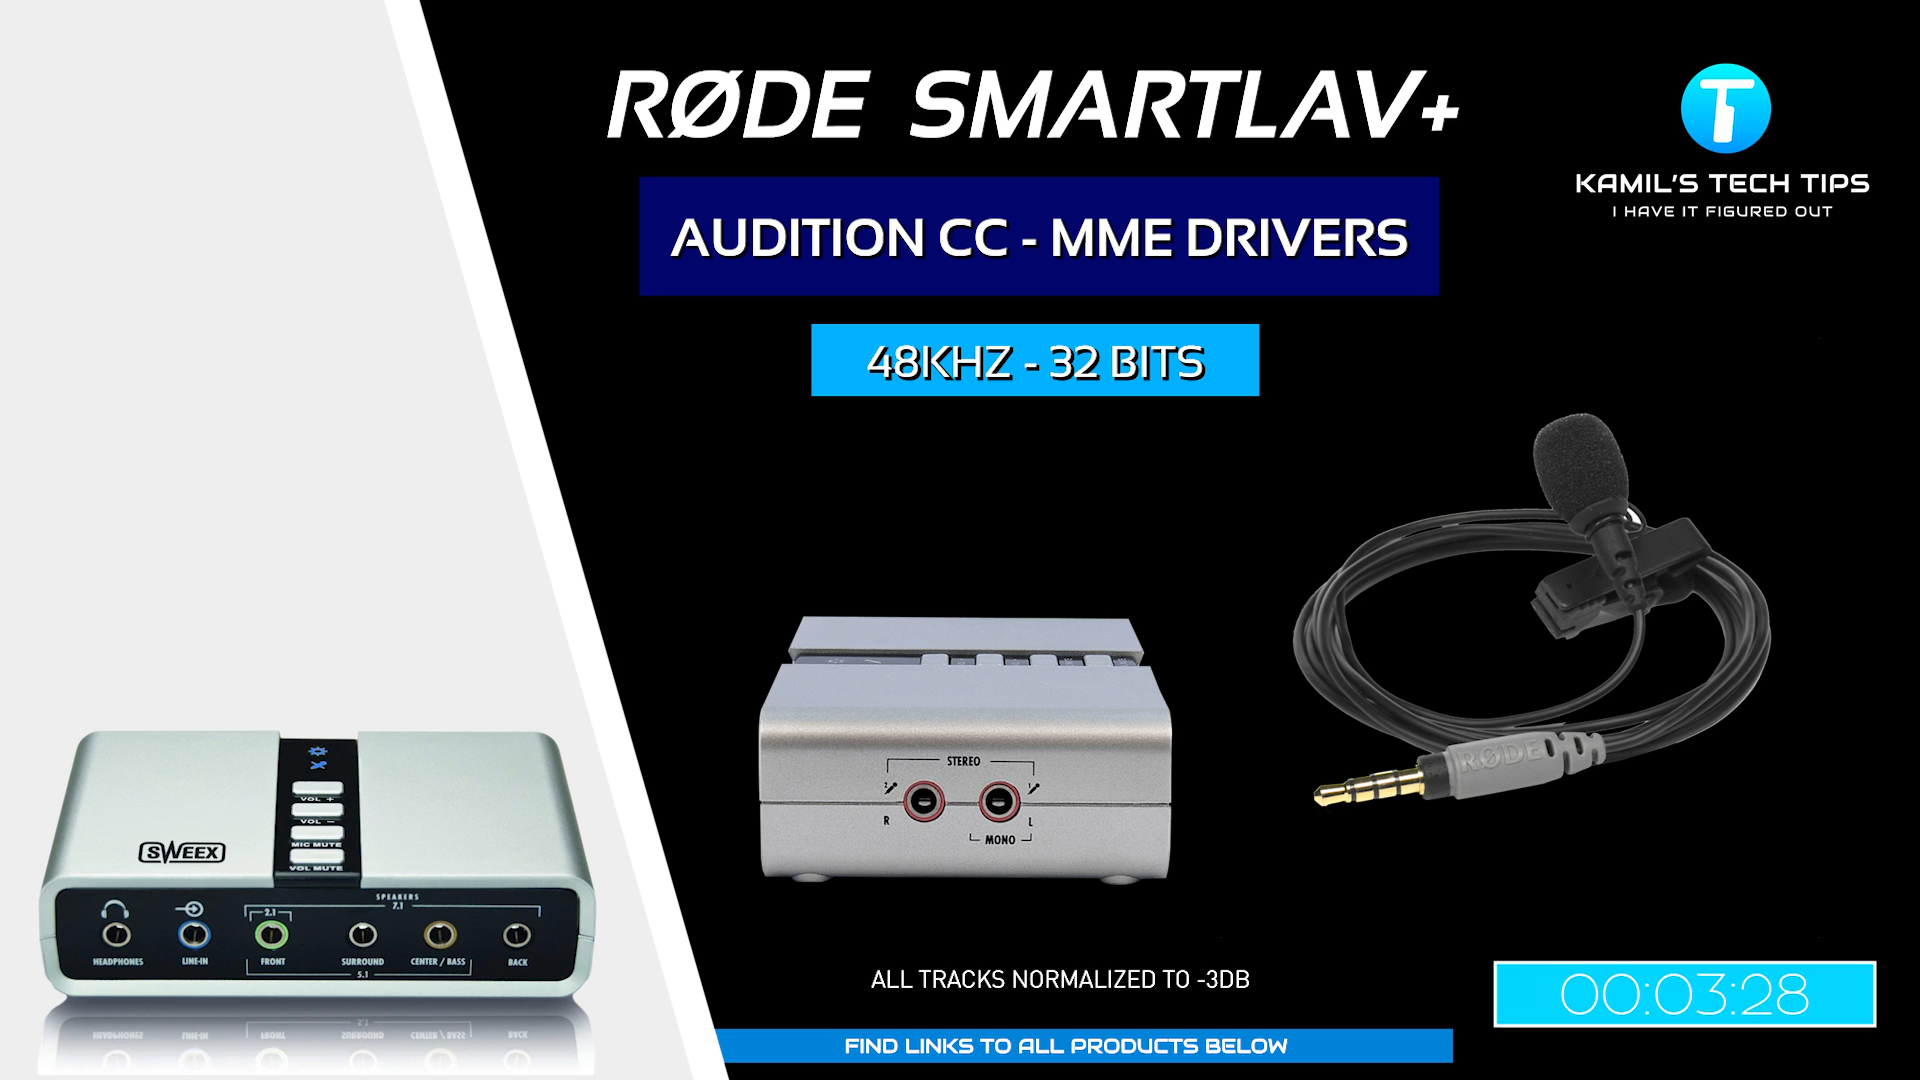 RØDE SMARTLAV+
T
KAMIL'S TECH TIPS
I HAVE IT FIGURED OUT
AUDITION CC - MME DRIVERS
48KHZ - 32 BITS
STEREO
2 1
R L
MONO
RØDE
VOL +
VOL -
MIC MUTE
VOL MUTE
SWEEX
SPEAKERS
7.1
2.1
HEADPHONES LINE-IN FRONT SURROUND CENTER / BASS BACK
5.1
ALL TRACKS NORMALIZED TO -3DB
00:03:28
FIND LINKS TO ALL PRODUCTS BELOW